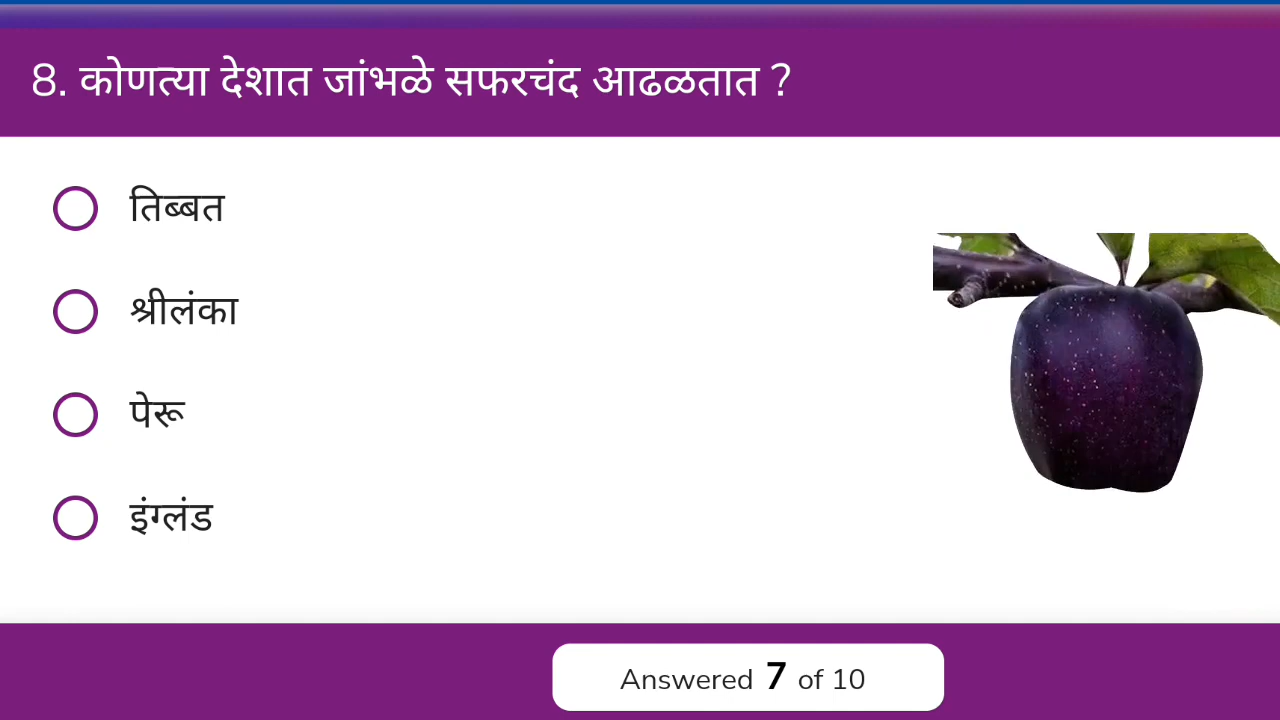 8. कोणत्या देशात जांभळे सफरचंद आढळतात ?
तिब्बत
श्रीलंका
पेरू
इंग्लंड
Answered 7 of 10